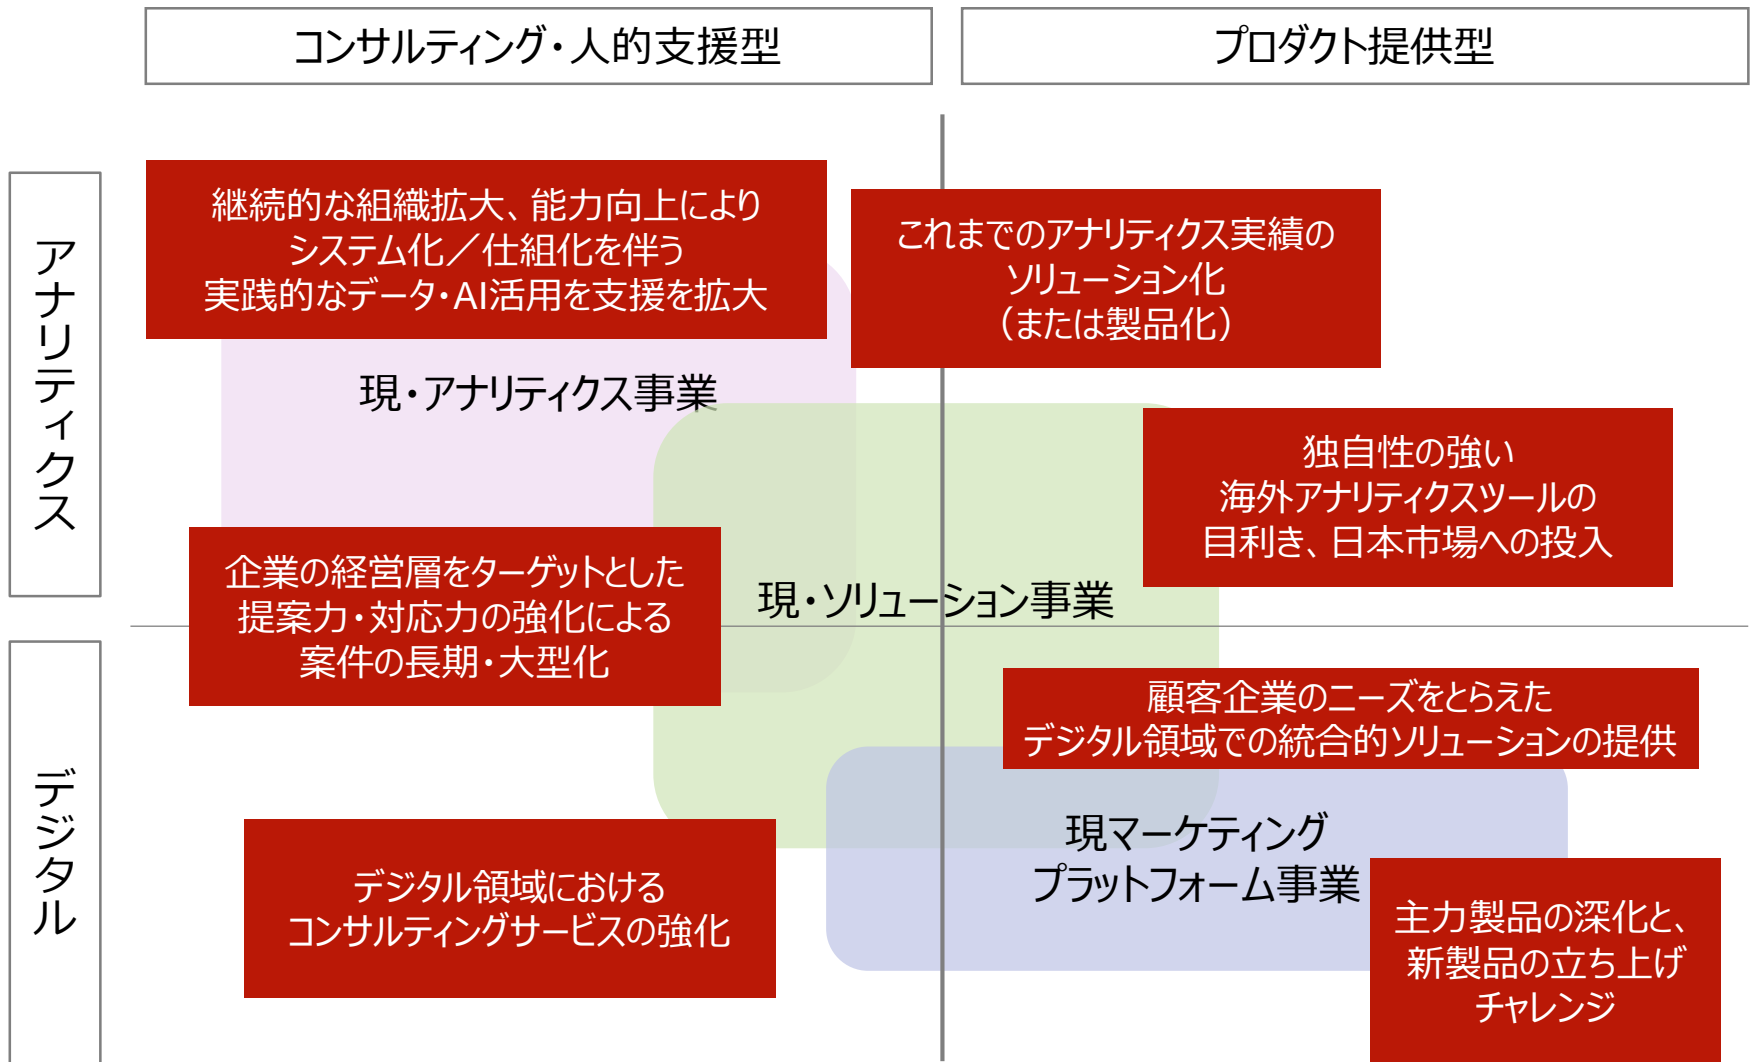 コンサルティング・人的支援型
プロダクト提供型
アナリティクス
継続的な組織拡大、能力向上により
システム化／仕組化を伴う
実践的なデータ・AI活用を支援を拡大
これまでのアナリティクス実績の
ソリューション化
（または製品化）
現・アナリティクス事業
独自性の強い
海外アナリティクスツールの
目利き、日本市場への投入
企業の経営層をターゲットとした
提案力・対応力の強化による
案件の長期・大型化
現・ソリューション事業
デジタル
顧客企業のニーズをとらえた
デジタル領域での統合的ソリューションの提供
現マーケティング
プラットフォーム事業
デジタル領域における
コンサルティングサービスの強化
主力製品の深化と、
新製品の立ち上げ
チャレンジ